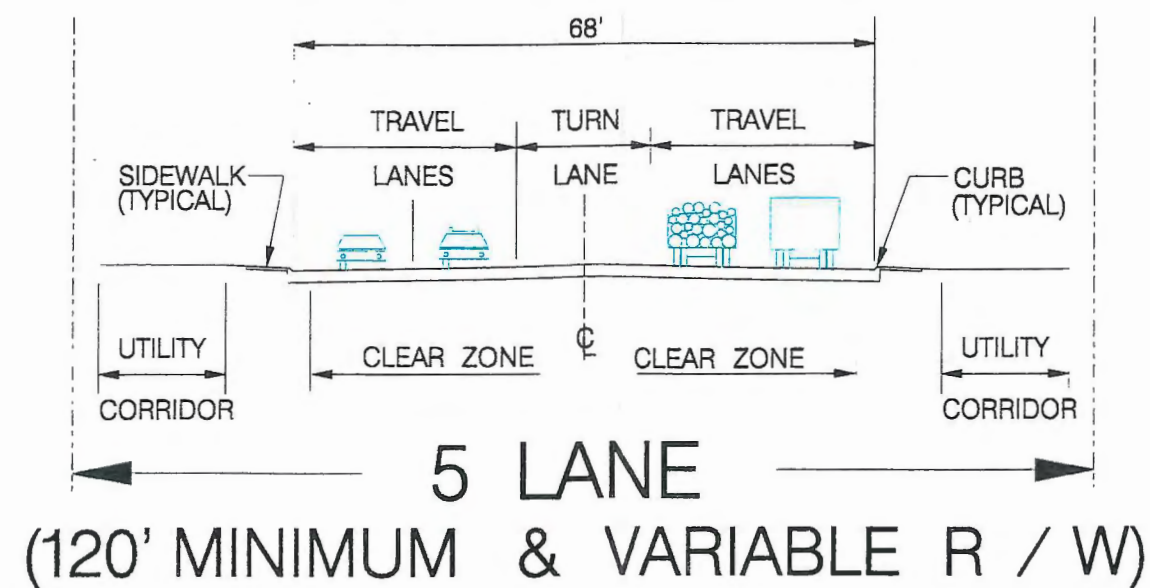 68'
TRAVEL TURN TRAVEL
LANES LANE LANES
SIDEWALK
(TYPICAL)
CURB
(TYPICAL)
℄
UTILITY
CORRIDOR
CLEAR ZONE CLEAR ZONE
UTILITY
CORRIDOR
5 LANE
(120' MINIMUM & VARIABLE R / W)